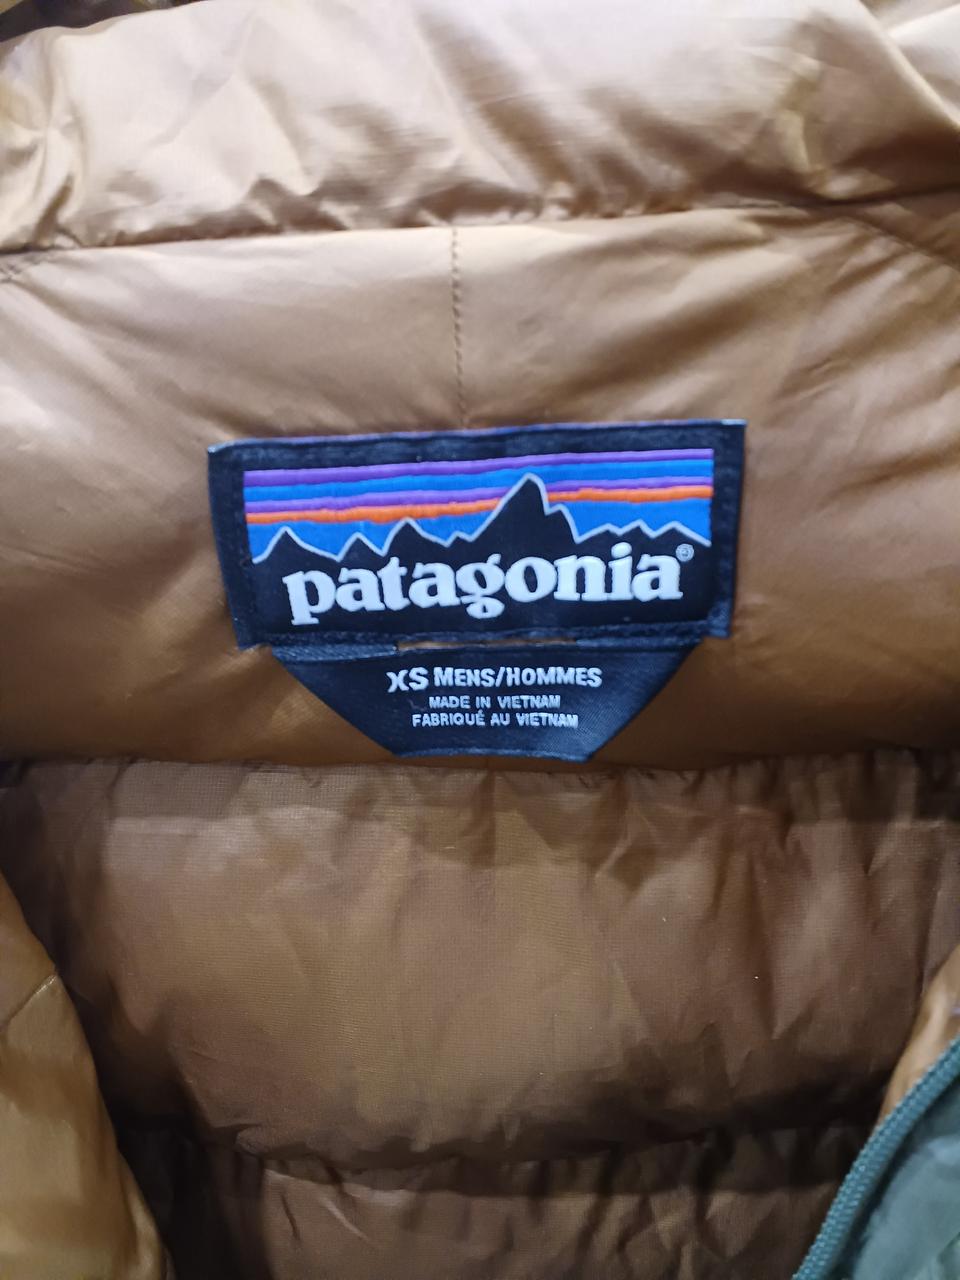 patagonia®
XS MENS/HOMMES
MADE IN VIETNAM
FABRIQUÉ AU VIETNAM